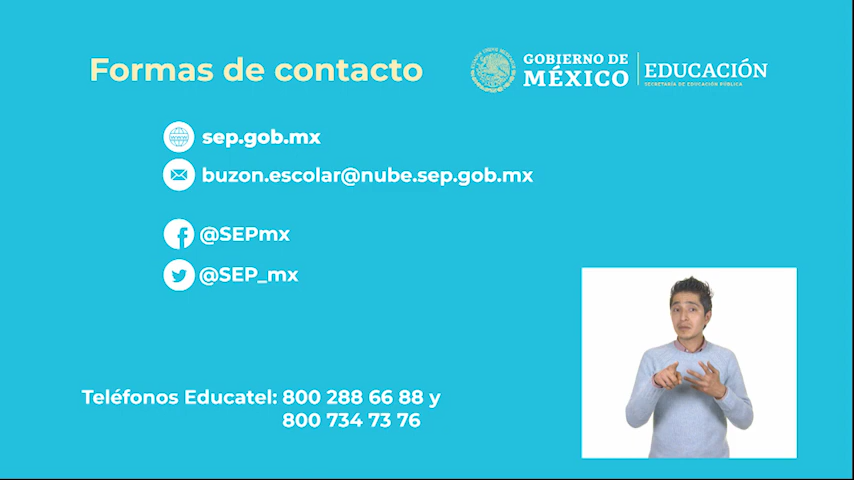 Formas de contacto
GOBIERNO DE
MÉXICO
EDUCACIÓN
SECRETARÍA DE EDUCACIÓN PÚBLICA
sep.gob.mx
buzon.escolar@nube.sep.gob.mx
@SEPmx
@SEP_mx
Teléfonos Educatel: 800 288 66 88 y
800 734 73 76